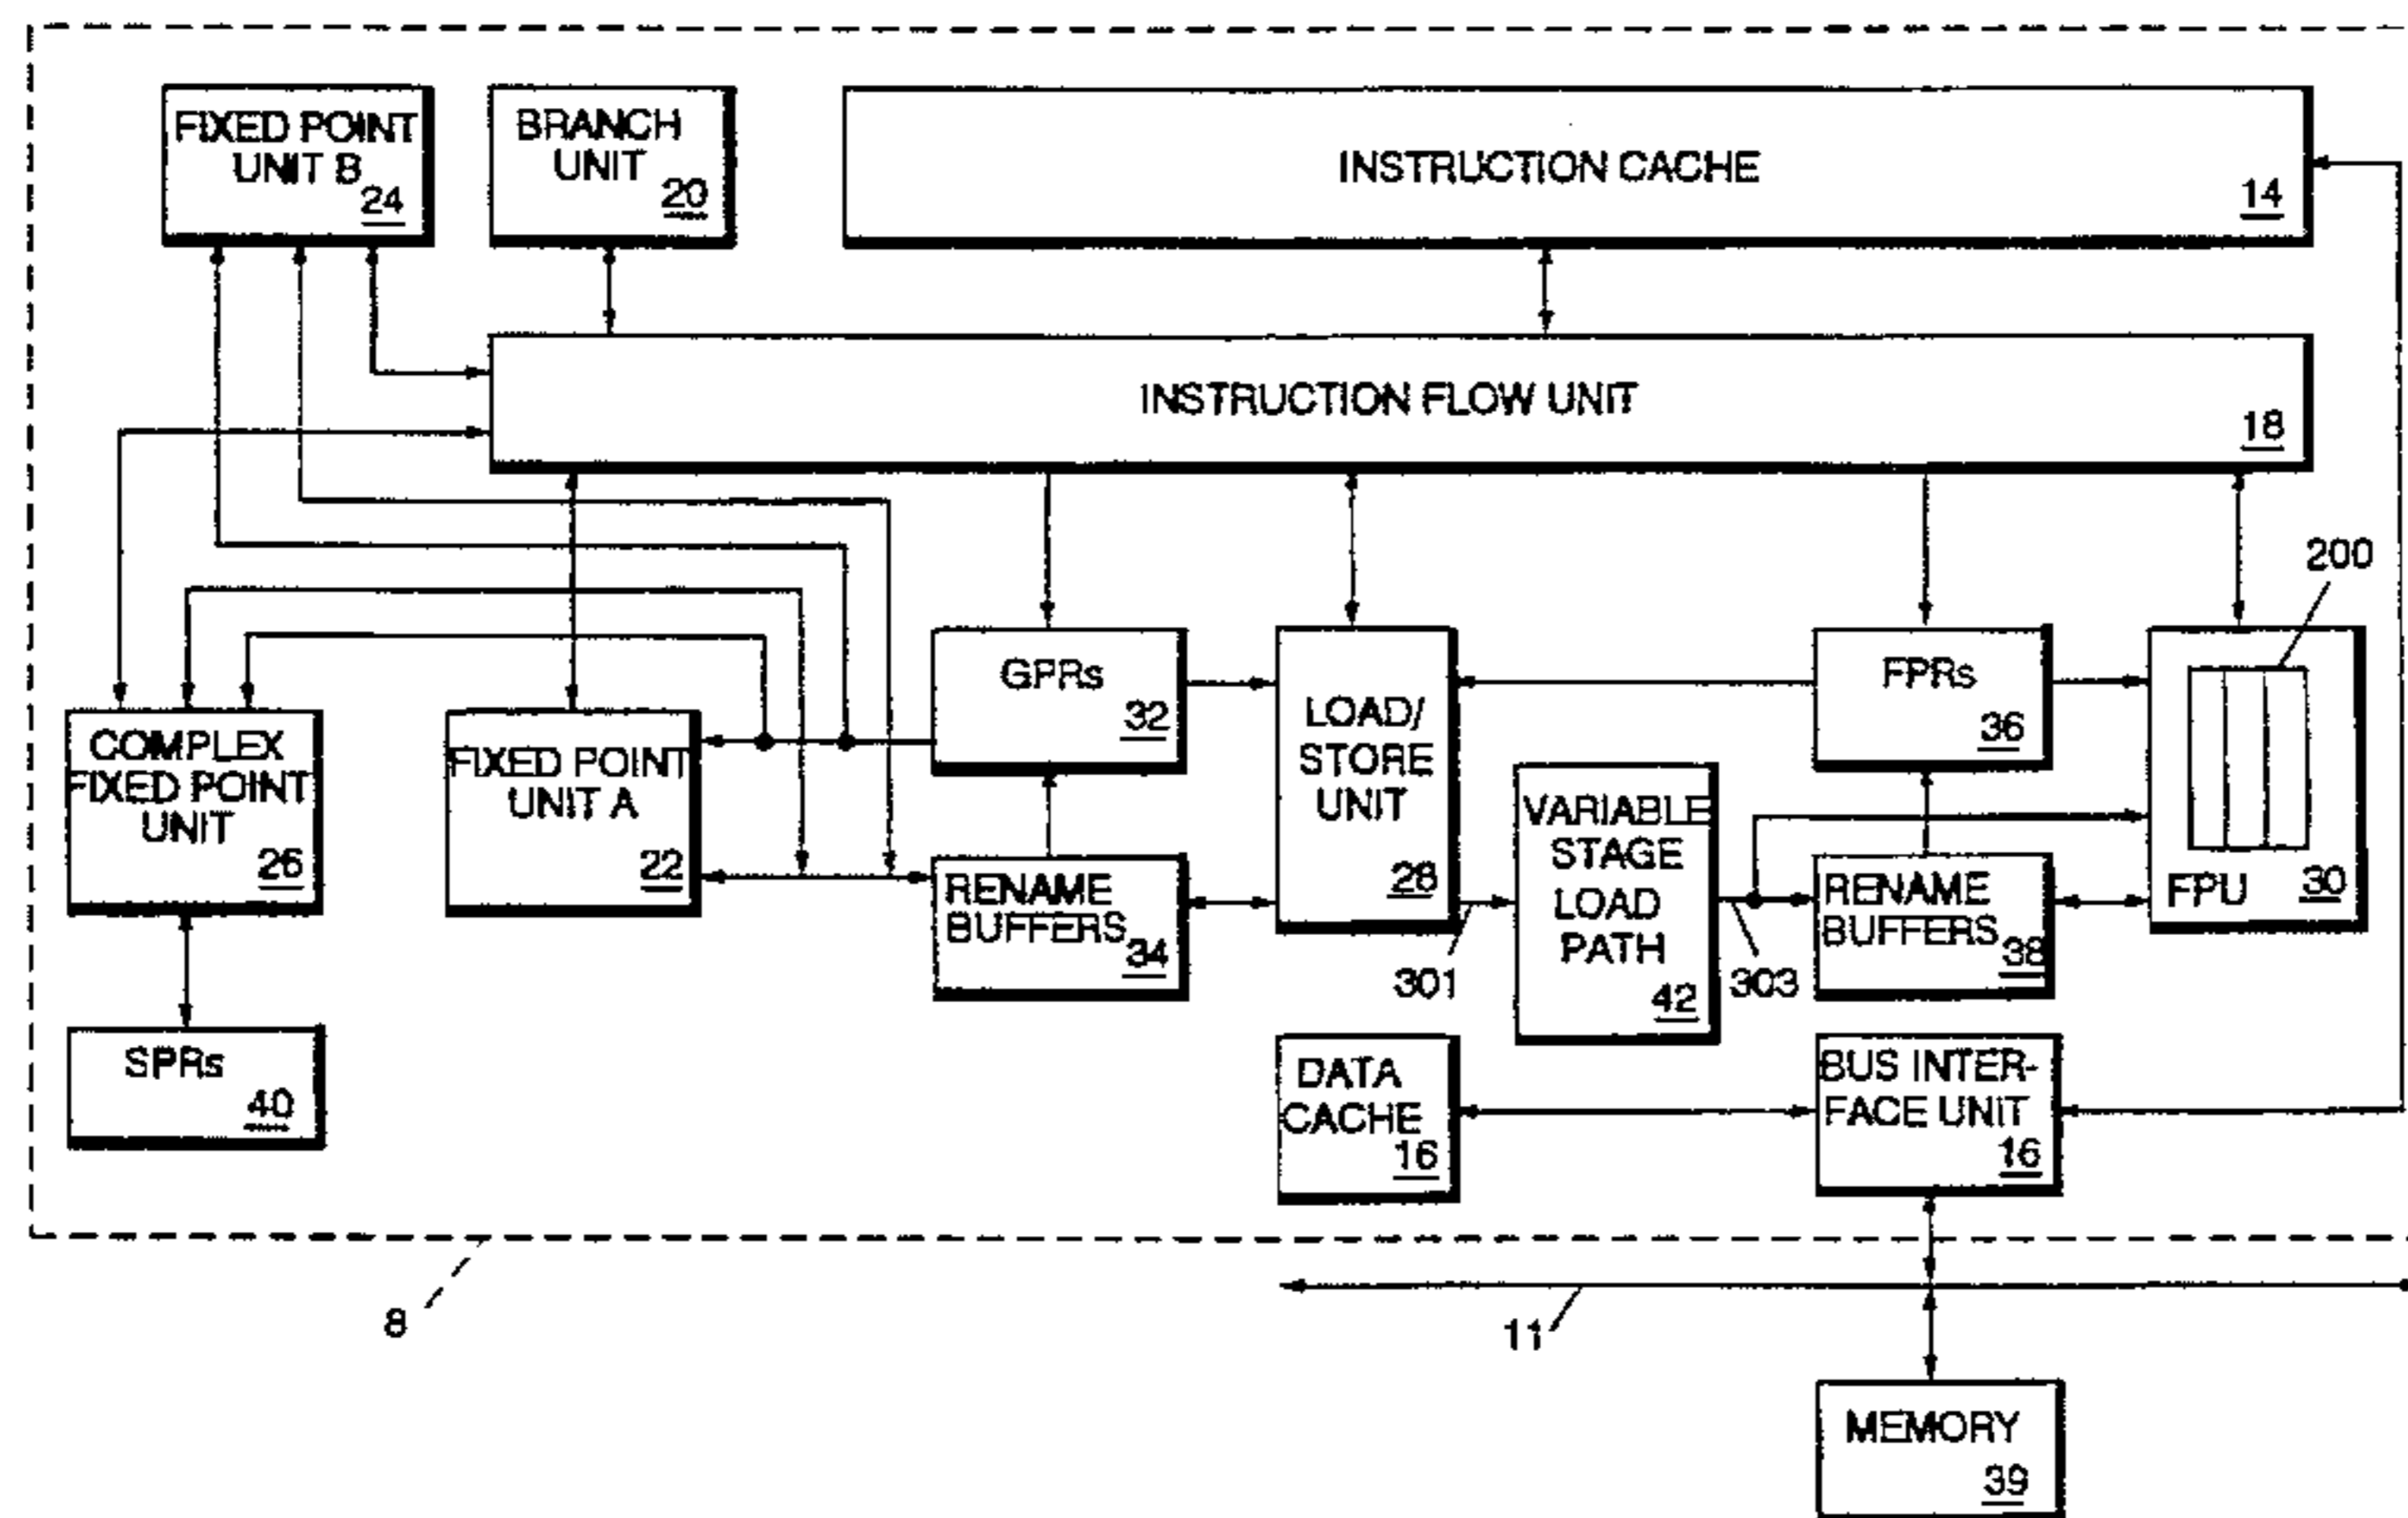 FIXED POINT
UNIT B
24
BRANCH
UNIT
20
INSTRUCTION CACHE
14
INSTRUCTION FLOW UNIT
18
200
GPRs
32
LOAD/
STORE
UNIT
28
FPRs
36
FPU
30
COMPLEX
FIXED POINT
UNIT
26
FIXED POINT
UNIT A
22
RENAME
BUFFERS
34
301
VARIABLE
STAGE
LOAD
PATH
42
303
RENAME
BUFFERS
38
SPRs
40
DATA
CACHE
16
BUS INTER-
FACE UNIT
16
8
11
MEMORY
39